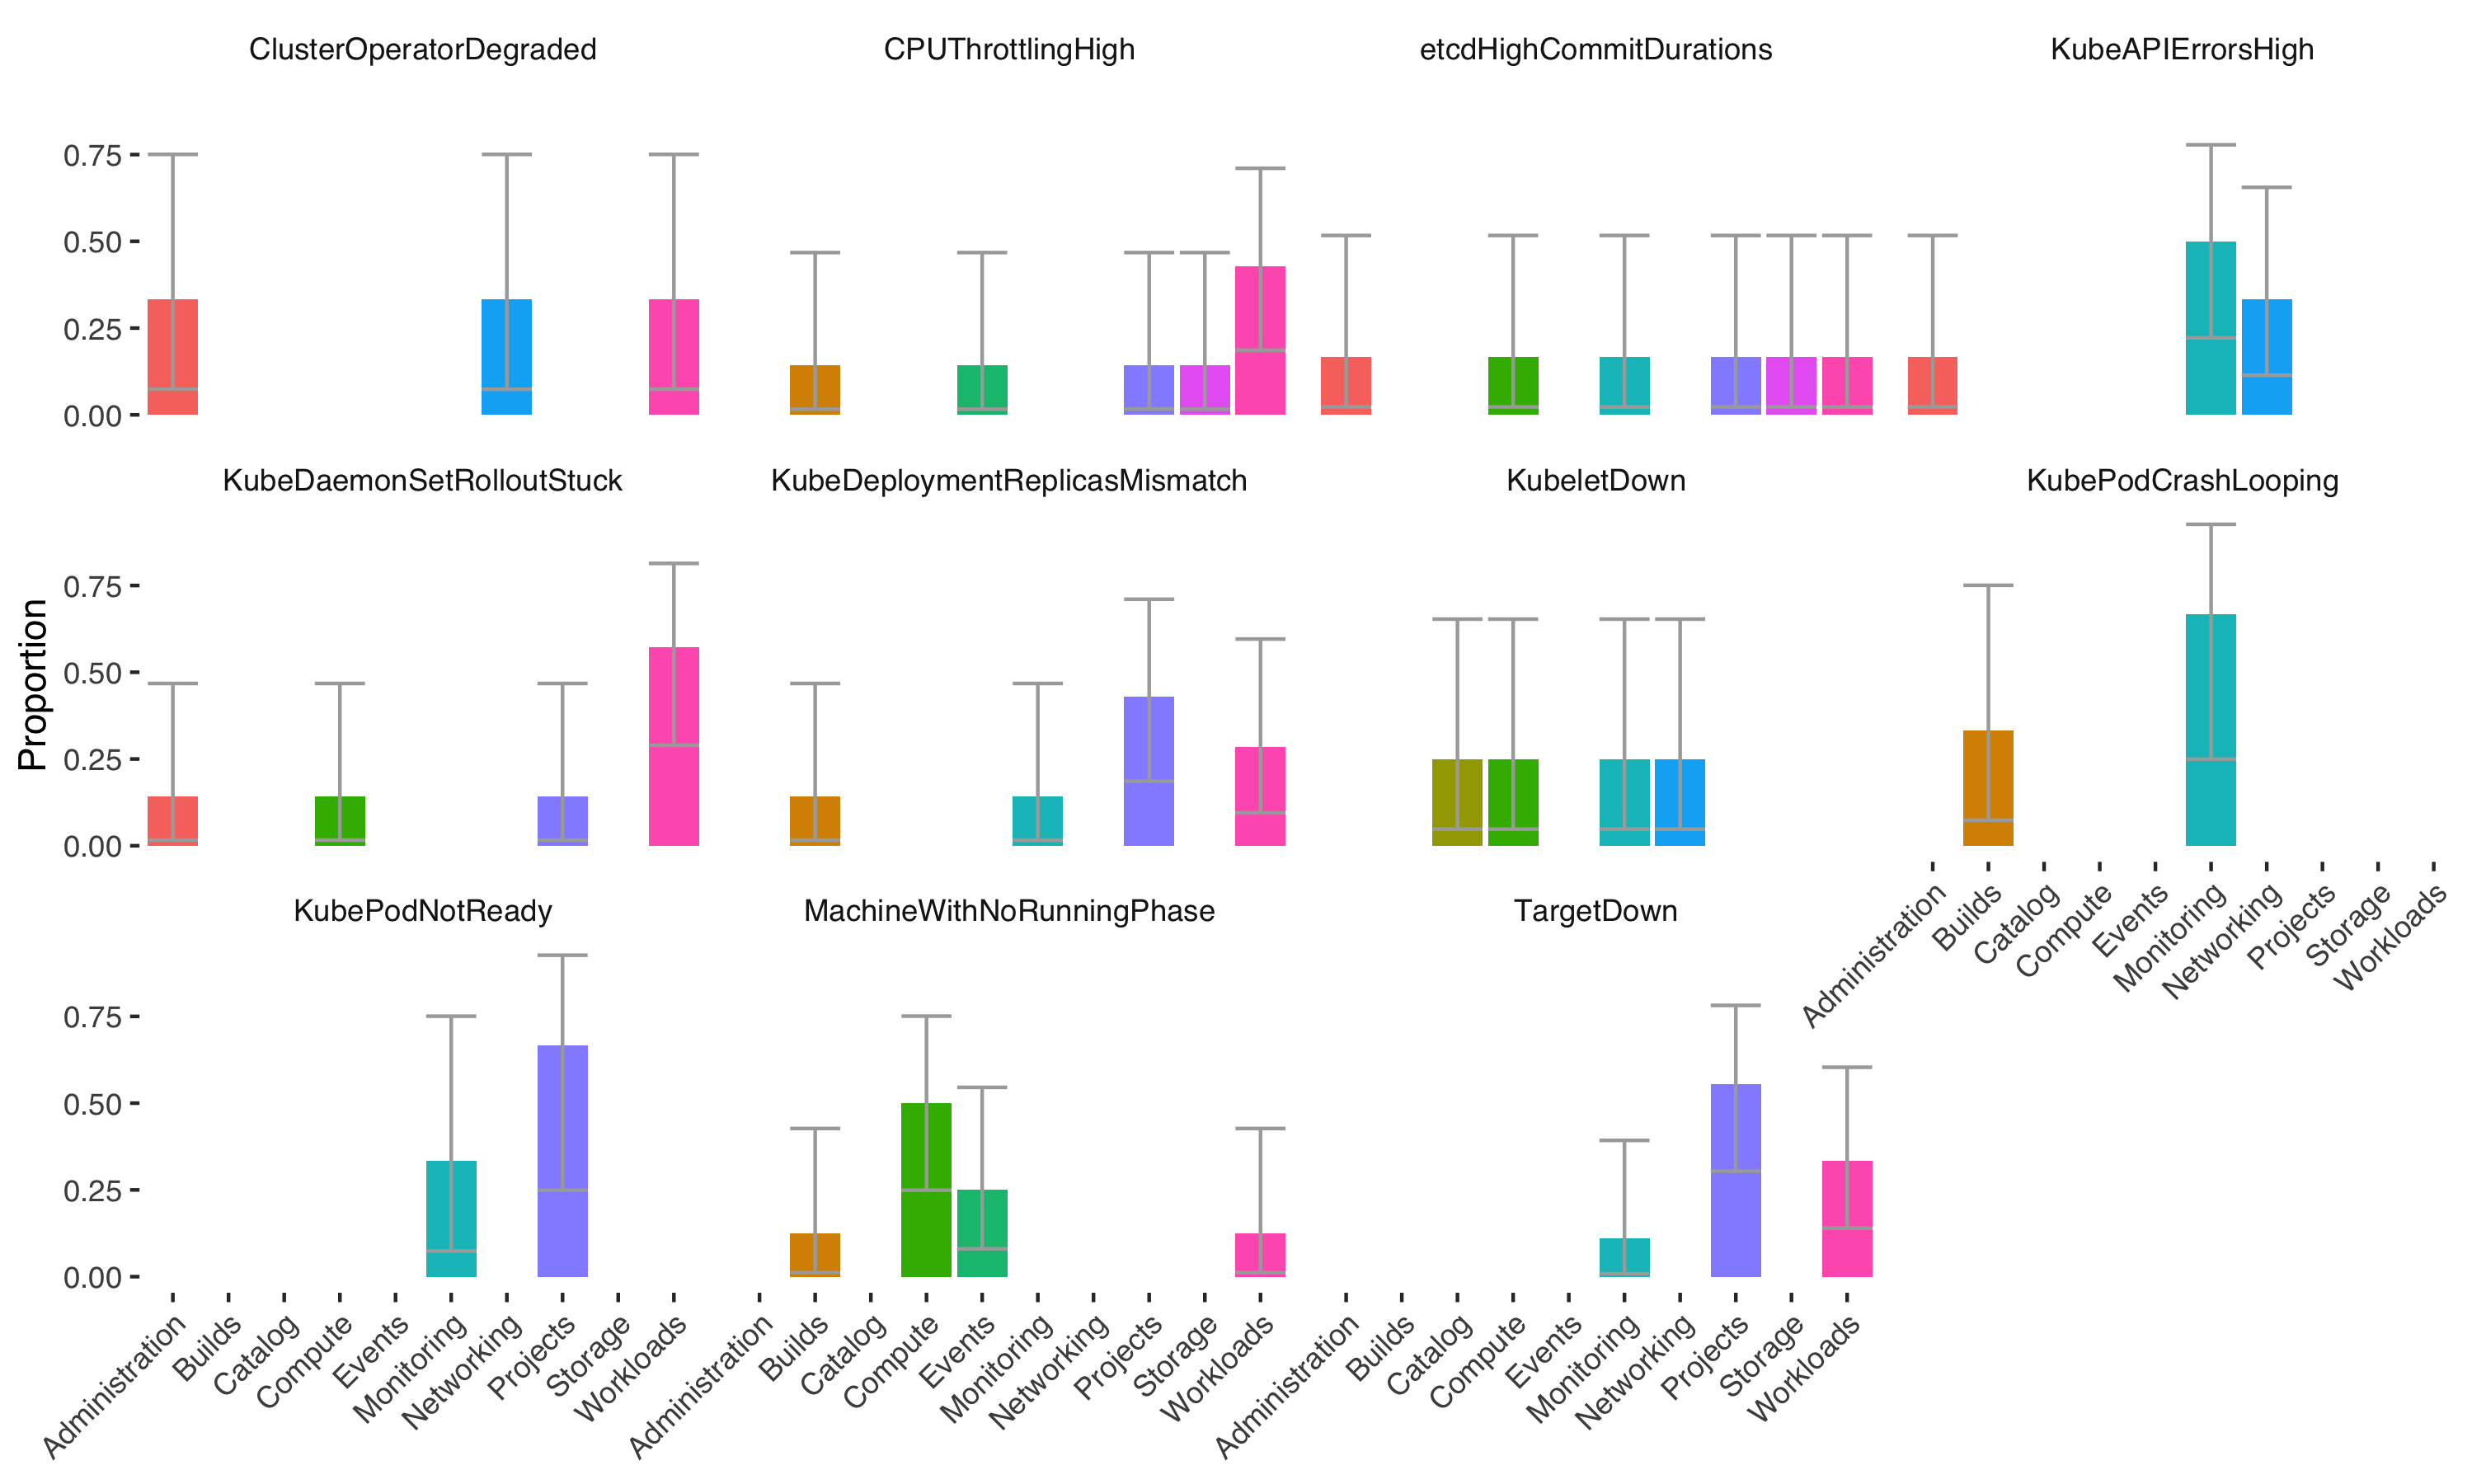 ClusterOperatorDegraded
CPUThrottlingHigh
etcdHighCommitDurations
KubeAPIErrorsHigh
0.75
0.50
0.25
0.00
KubeDaemonSetRolloutStuck
KubeDeploymentReplicasMismatch
KubeletDown
KubePodCrashLooping
Proportion
0.75
0.50
0.25
0.00
Administration
Builds
Catalog
Compute
Events
Monitoring
Networking
Projects
Storage
Workloads
KubePodNotReady
MachineWithNoRunningPhase
TargetDown
0.75
0.50
0.25
0.00
Administration
Builds
Catalog
Compute
Events
Monitoring
Networking
Projects
Storage
Workloads
Administration
Builds
Catalog
Compute
Events
Monitoring
Networking
Projects
Storage
Workloads
Administration
Builds
Catalog
Compute
Events
Monitoring
Networking
Projects
Storage
Workloads